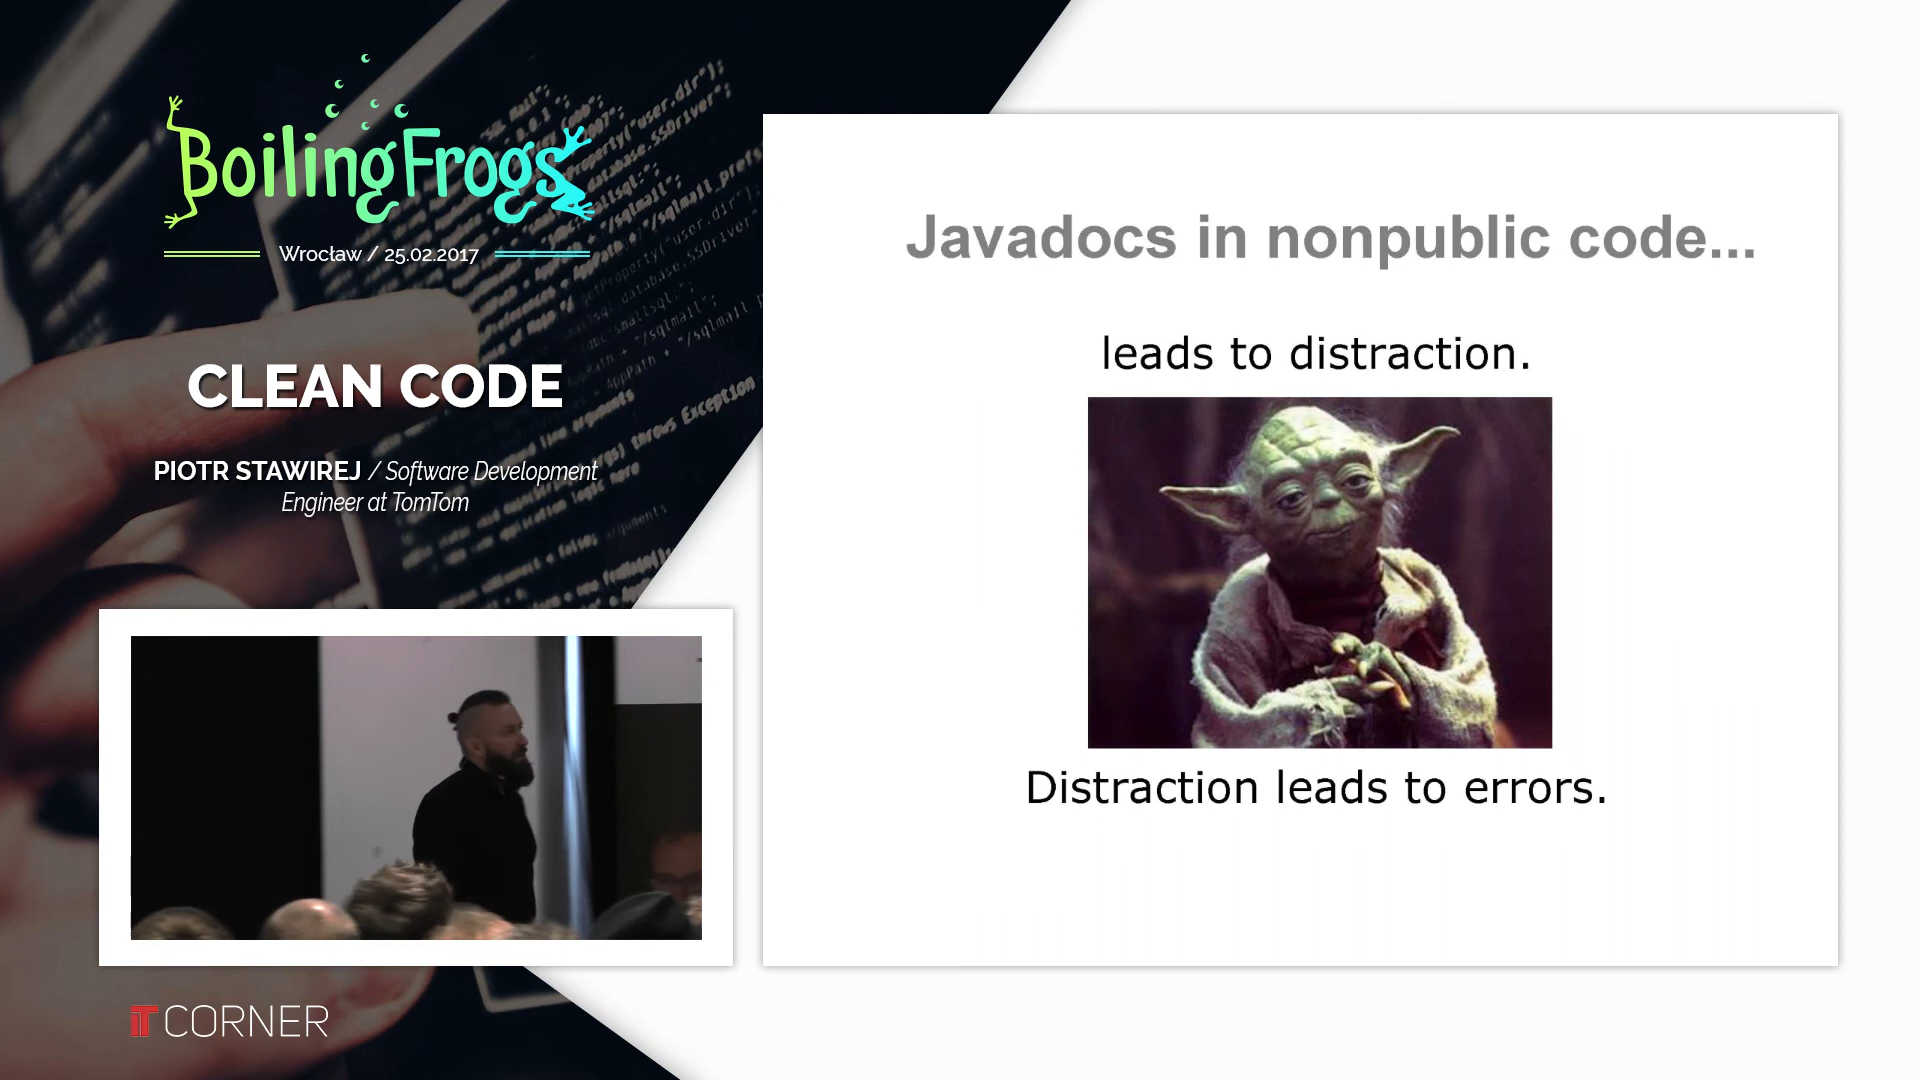 BoilingFrogs
Wrocław / 25.02.2017
CLEAN CODE
PIOTR STAWIREJ / Software Development
Engineer at TomTom
Javadocs in nonpublic code...
leads to distraction.
Distraction leads to errors.
iT CORNER